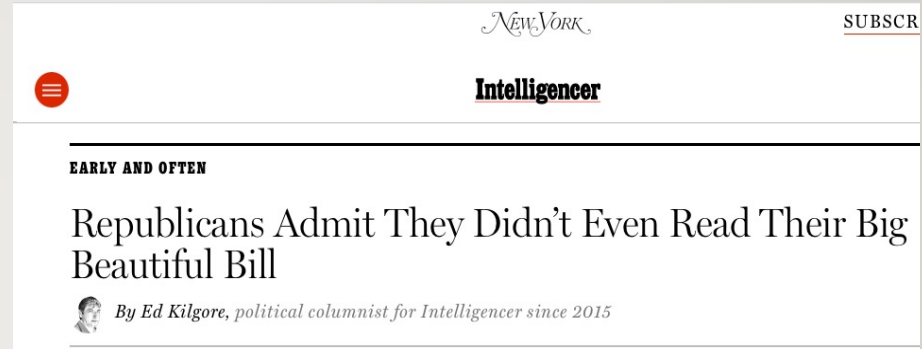 NEW YORK
SUBSCR
Intelligencer
EARLY AND OFTEN
Republicans Admit They Didn’t Even Read Their Big
Beautiful Bill
By Ed Kilgore, political columnist for Intelligencer since 2015